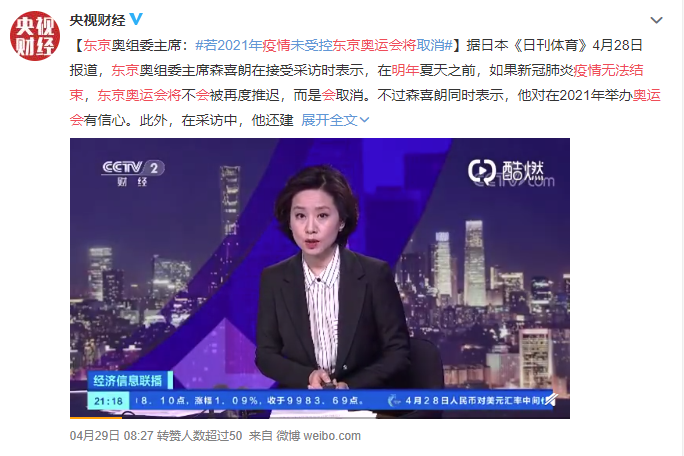 央视财经
央视
财经
【东京奥组委主席：#若2021年疫情未受控东京奥运会将取消#】据日本《日刊体育》4月28日
报道，东京奥组委主席森喜朗在接受采访时表示，在明年夏天之前，如果新冠肺炎疫情无法结
束，东京奥运会将不会被再度推迟，而是会取消。不过森喜朗同时表示，他对在2021年举办奥运
会有信心。此外，在采访中，他还建 展开全文
CCTV 2
财经
酷燃
CCTV.com
经济信息联播
21:18 8.10点，涨幅1.09%，收于9983.69点。 4月28日人民币对美元汇率中间价
04月29日 08:27 转赞人数超过50 来自 微博 weibo.com